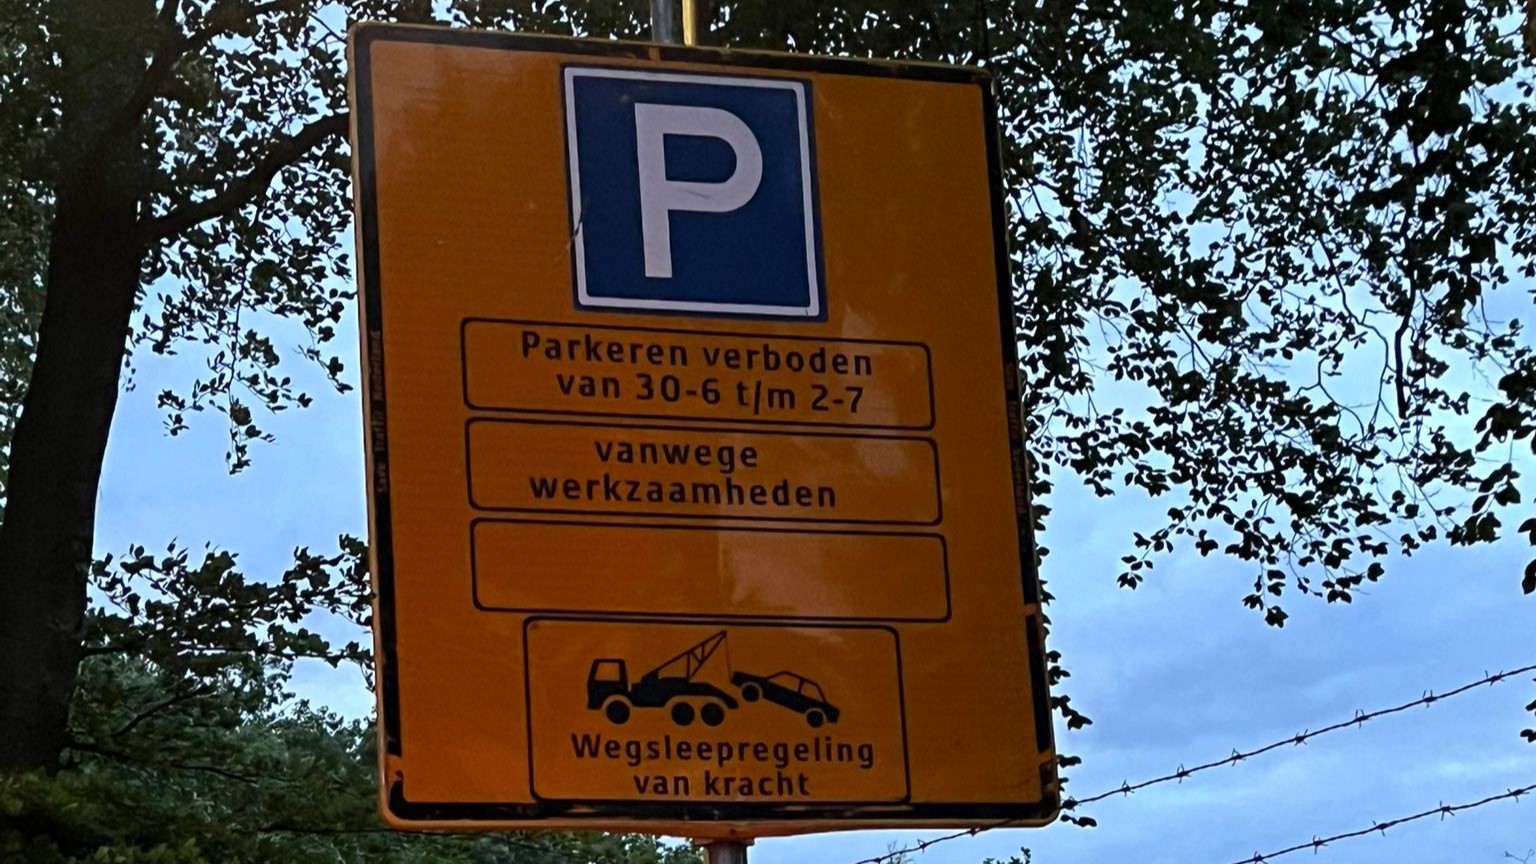 P
Parkeren verboden
van 30-6 t/m 2-7
vanwege
werkzaamheden
Wegsleepregeling
van kracht